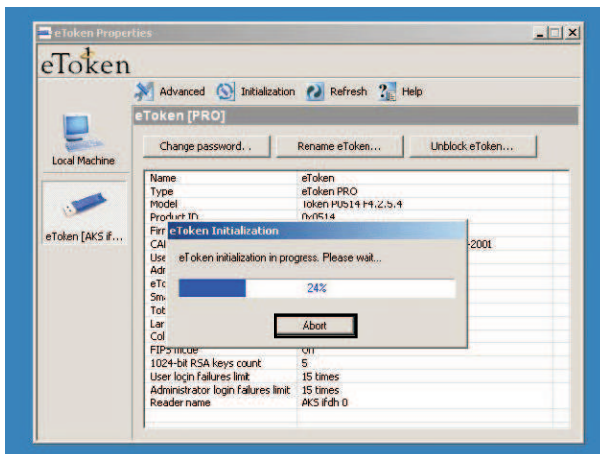 eToken Properties
eToken
Advanced Initialization Refresh Help
eToken [PRO]
Local Machine
Change password. . Rename eToken... Unblock eToken...
Name eToken
Type eToken PRO
Model Token P0514 F4.2.5.4
Product ID 0x0514
eToken [AKS if...
eToken Initialization
-2001
eToken initialization in progress. Please wait...
24%
Abort
FIPS mode On
1024-bit RSA keys count 5
User login failures limit 15 times
Administrator login failures limit 15 times
Reader name AKS ifdh 0